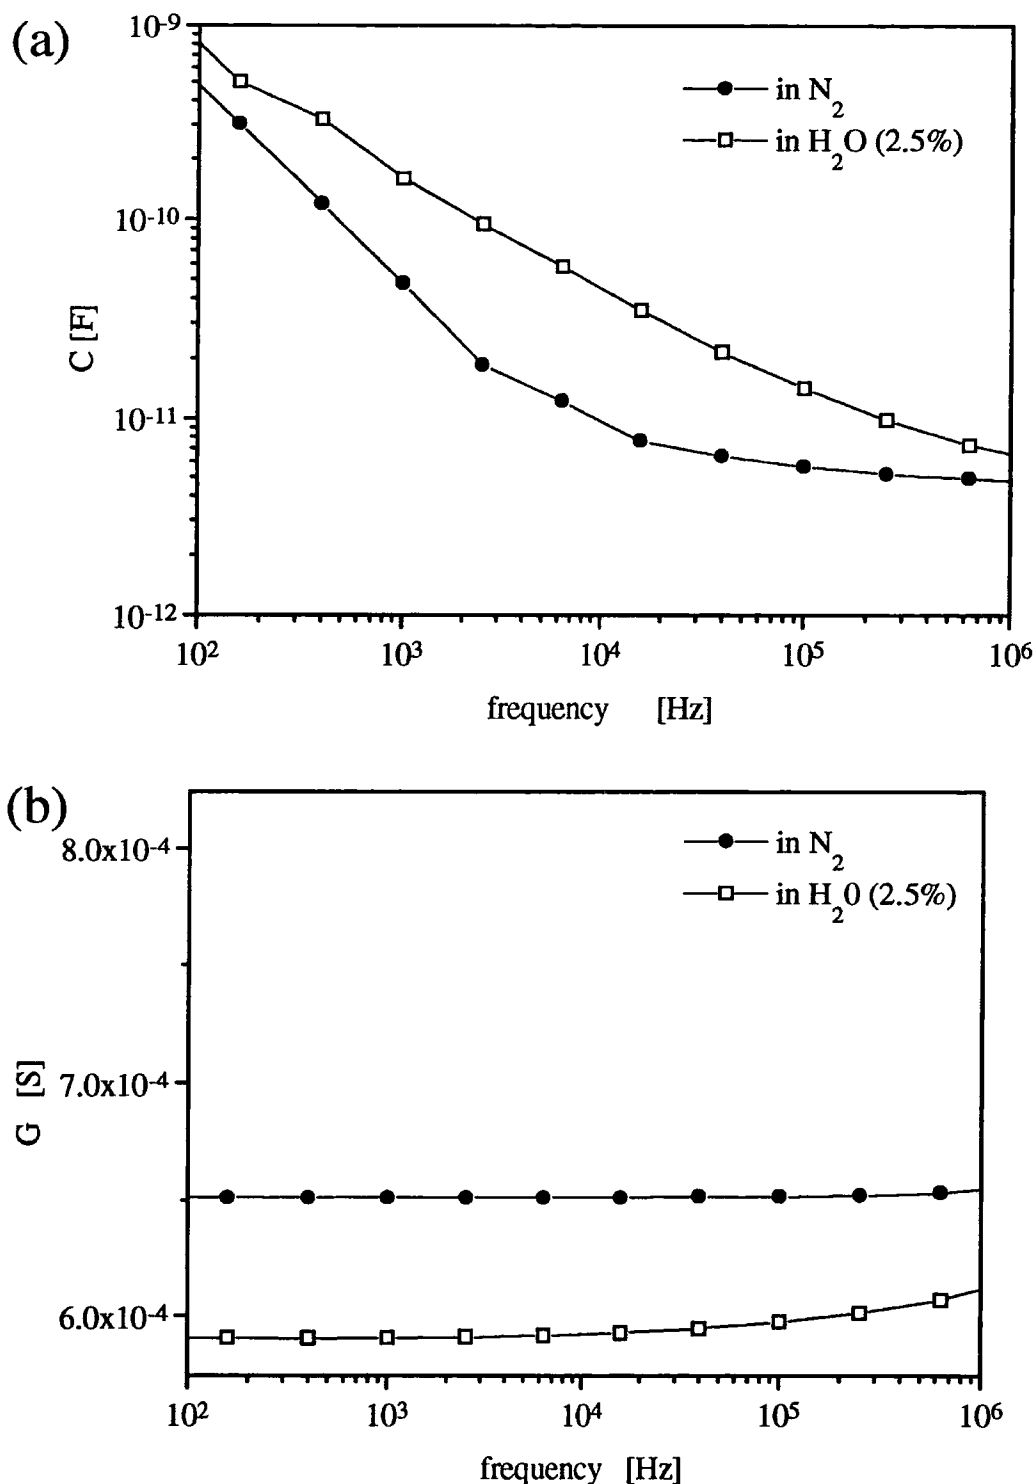 (a)
10-9
10-10
10-11
10-12
C [F]
in N2
in H2O (2.5%)
102 103 104 105 106
frequency [Hz]
(b)
8.0x10-4
7.0x10-4
6.0x10-4
G [S]
in N2
in H20 (2.5%)
102 103 104 105 106
frequency [Hz]